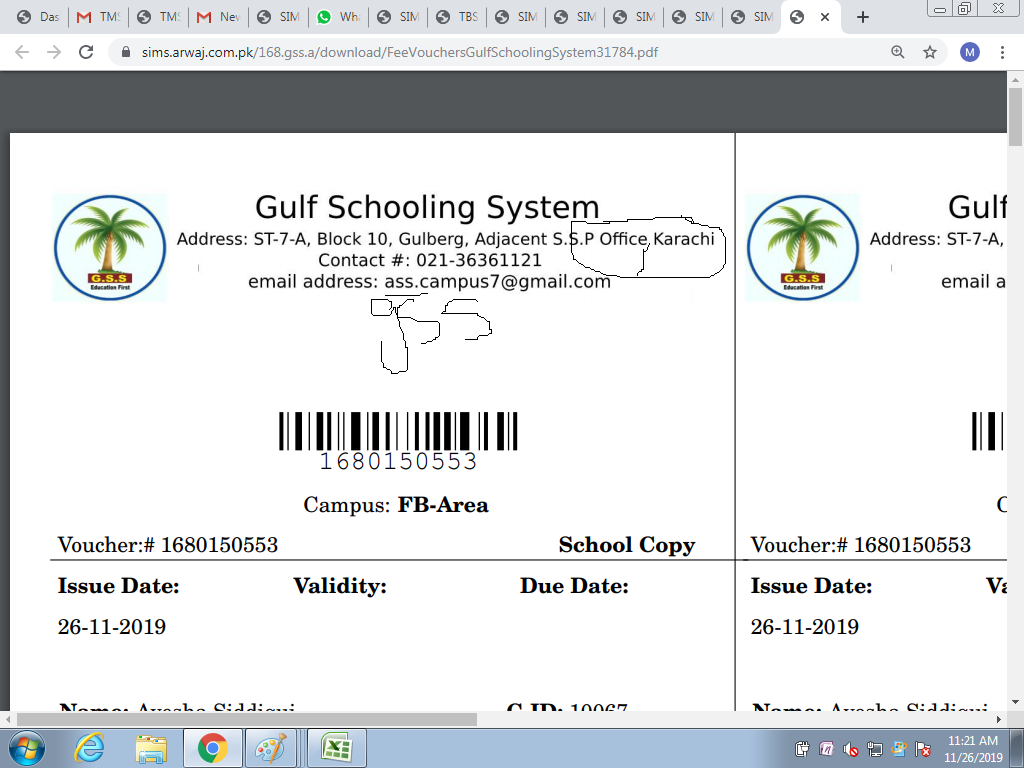 Das
TMS
TMS
New
SIM
Wha
SIM
TBS
SIM
SIM
SIM
SIM
SIM
sims.arwaj.com.pk/168.gss.a/download/FeeVouchersGulfSchoolingSystem31784.pdf
M
Gulf Schooling System
Address: ST-7-A, Block 10, Gulberg, Adjacent S.S.P Office,Karachi
Contact #: 021-36361121
email address: ass.campus7@gmail.com
G.S.S
Education First
1680150553
Campus: FB-Area
Voucher:# 1680150553
School Copy
Issue Date: Validity: Due Date:
26-11-2019
Name: Ayesha Siddiqui G-ID: 10067
Gulf
Address: ST-7-A,
email a
G.S.S
Education First
Voucher:# 1680150553
Issue Date: Va
26-11-2019
Name: Ayesha Siddiqui
11:21 AM
11/26/2019